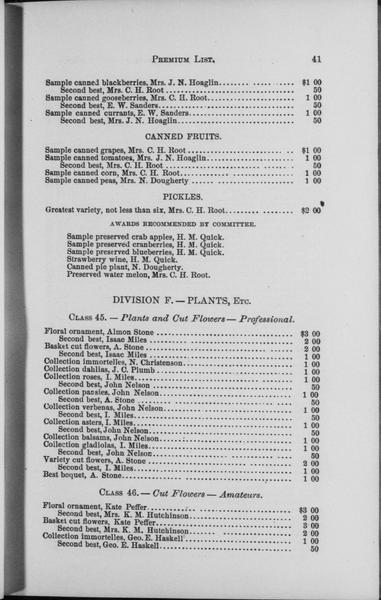 PREMIUM LIST. 41
Sample canned blackberries, Mrs. J. N. Hoaglin .......... $1 00
Second best, Mrs. C. H. Root .......... 50
Sample canned gooseberries, Mrs. C. H. Root .......... 1 00
Second best, E. W. Sanders .......... 50
Sample canned currants, E. W. Sanders .......... 1 00
Second best, Mrs. J. N. Hoaglin .......... 50
CANNED FRUITS.
Sample canned grapes, Mrs. C. H. Root .......... $1 00
Sample canned tomatoes, Mrs. J. N. Hoaglin .......... 1 00
Second best, Mrs. C. H. Root .......... 50
Sample canned corn, Mrs. C. H. Root .......... 1 00
Sample canned peas, Mrs. N. Dougherty .......... 1 00
PICKLES.
Greatest variety, not less than six, Mrs. C. H. Root .......... $2 00
AWARDS RECOMMENDED BY COMMITTEE.
Sample preserved crab apples, H. M. Quick.
Sample preserved cranberries, H. M. Quick.
Sample preserved blueberries, H. M. Quick.
Strawberry wine, H. M. Quick.
Canned pie plant, N. Dougherty.
Preserved water melon, Mrs. C. H. Root.
DIVISION F. — PLANTS, ETC.
CLASS 45. — Plants and Cut Flowers — Professional.
Floral ornament, Almon Stone .......... $3 00
Second best, Isaac Miles .......... 2 00
Basket cut flowers, A. Stone .......... 2 00
Second best, Isaac Miles .......... 1 00
Collection immortelles, N. Christenson .......... 1 00
Collection dahlias, J. C. Plumb .......... 1 00
Collection roses, I. Miles .......... 1 00
Second best, John Nelson .......... 50
Collection pansies, John Nelson .......... 1 00
Second best, A. Stone .......... 50
Collection verbenas, John Nelson .......... 1 00
Second best, I. Miles .......... 50
Collection asters, I. Miles .......... 1 00
Second best, John Nelson .......... 50
Collection balsams, John Nelson .......... 1 00
Collection gladiolas, I. Miles .......... 1 00
Second best, John Nelson .......... 50
Variety cut flowers, A. Stone .......... 2 00
Second best, I. Miles .......... 1 00
Best boquet, A. Stone .......... 1 00
CLASS 46. — Cut Flowers — Amateurs.
Floral ornament, Kate Peffer .......... $3 00
Second best, Mrs. K. M. Hutchinson .......... 2 00
Basket cut flowers, Kate Peffer .......... 3 00
Second best, Mrs. K. M. Hutchinson .......... 2 00
Collection immortelles, Geo. E. Haskell .......... 1 00
Second best, Geo. E. Haskell .......... 50